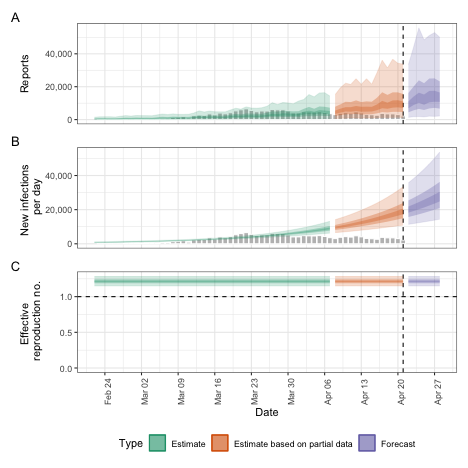 A
Reports
40,000
20,000
0
B
New infections
per day
40,000
20,000
0
C
Effective
reproduction no.
1.0
0.5
0.0
Feb 24
Mar 02
Mar 09
Mar 16
Mar 23
Mar 30
Apr 06
Apr 13
Apr 20
Apr 27
Date
Type Estimate Estimate based on partial data Forecast